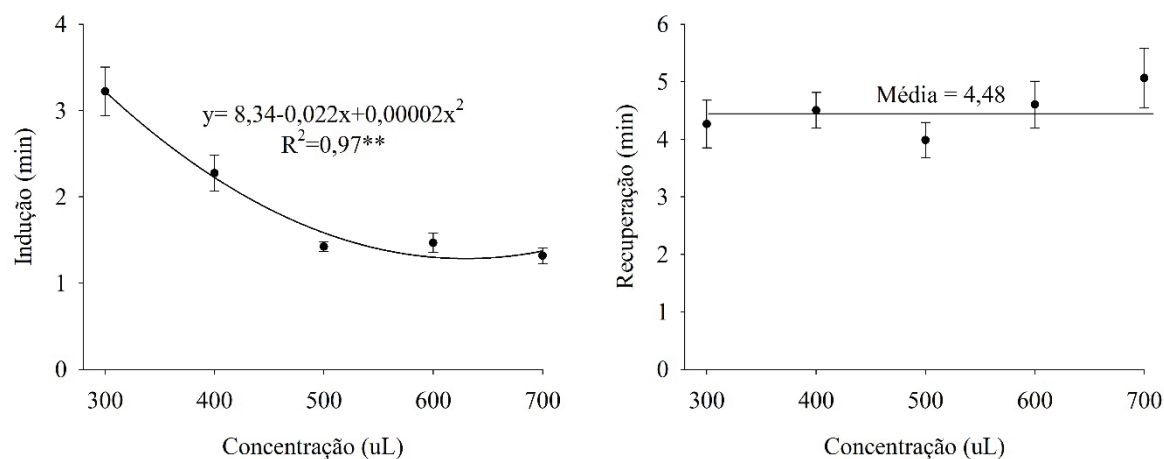 4
3
2
1
0
Indução (min)
y= 8,34-0,022x+0,00002x²
R²=0,97**
300 400 500 600 700
Concentração (uL)
6
5
4
3
2
1
0
Recuperação (min)
Média = 4,48
300 400 500 600 700
Concentração (uL)